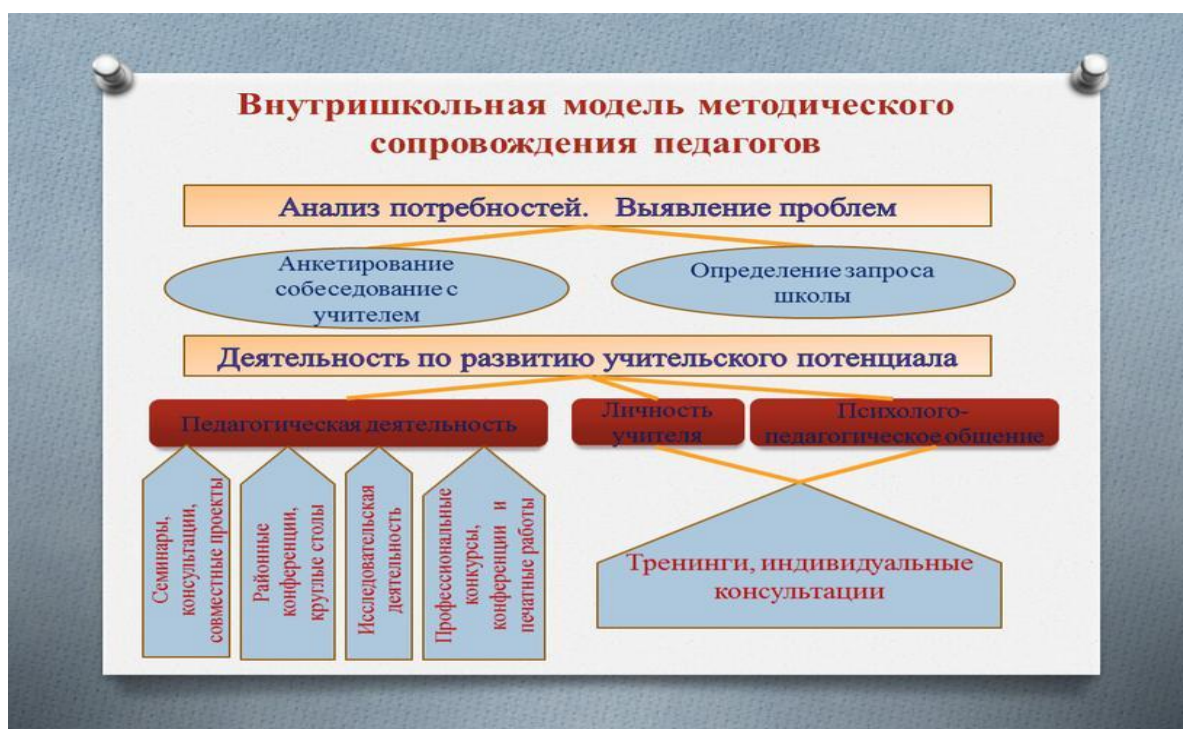 Внутришкольная модель методического
сопровождения педагогов
Анализ потребностей. Выявление проблем
Анкетирование
собеседование с
учителем
Определение запроса
школы
Деятельность по развитию учительского потенциала
Педагогическая деятельность
Личность
учителя
Психолого-
педагогическое общение
Семинары,
консультации,
совместные проекты
Районные
конференции,
круглые столы
Исследовательская
деятельность
Профессиональные
конкурсы,
конференции и
печатные работы
Тренинги, индивидуальные
консультации